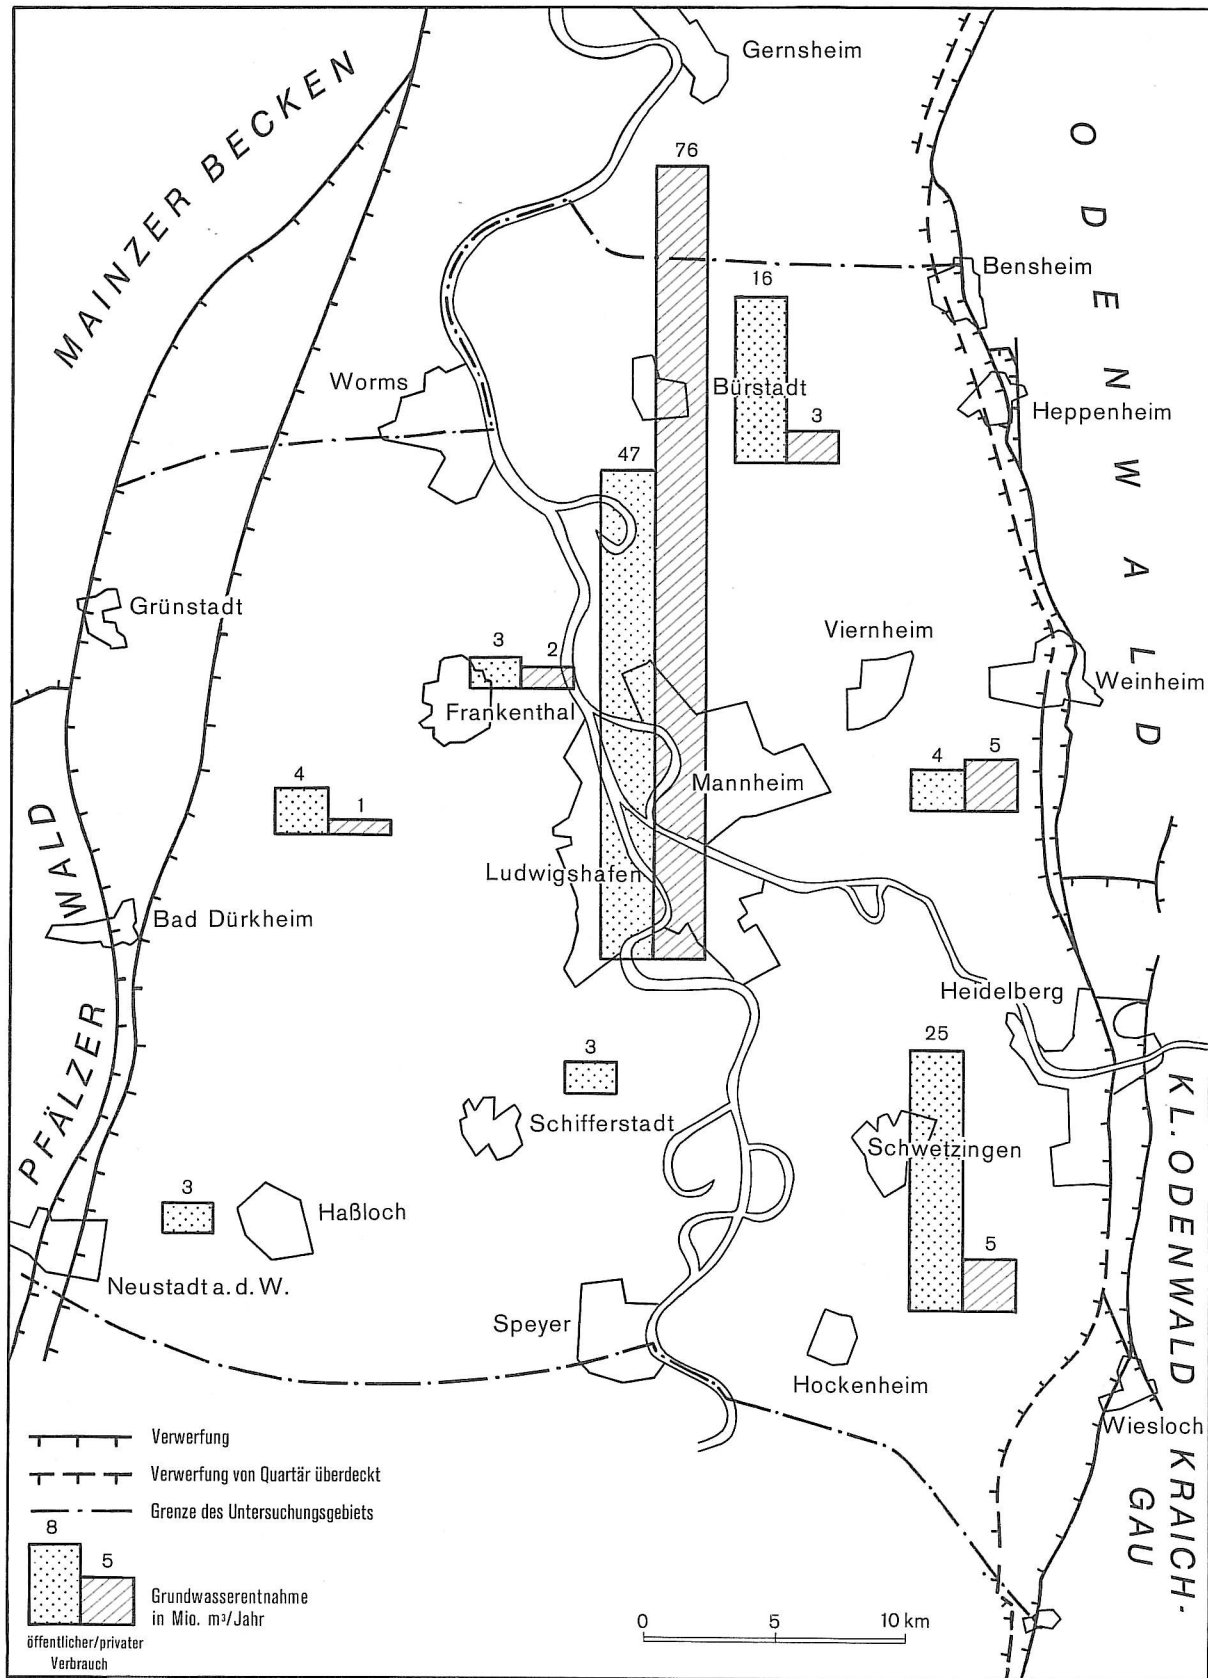 Gernsheim
MAINZER BECKEN
ODENWALD
76
Bensheim
16
Worms
Bürstadt
Heppenheim
3
47
Grünstadt
Viernheim
3
2
Weinheim
Frankenthal
4
5
Mannheim
4
1
Ludwigshafen
PFÄLZER WALD
Bad Dürkheim
Heidelberg
25
3
Schifferstadt
Schwetzingen
KL. ODENWALD
3
Haßloch
5
Neustadt a. d. W.
Speyer
Hockenheim
Wiesloch
KRAICH-
GAU
Verwerfung
Verwerfung von Quartär überdeckt
Grenze des Untersuchungsgebiets
8
5
Grundwasserentnahme
in Mio. m³/Jahr
öffentlicher/privater
Verbrauch
0 5 10 km